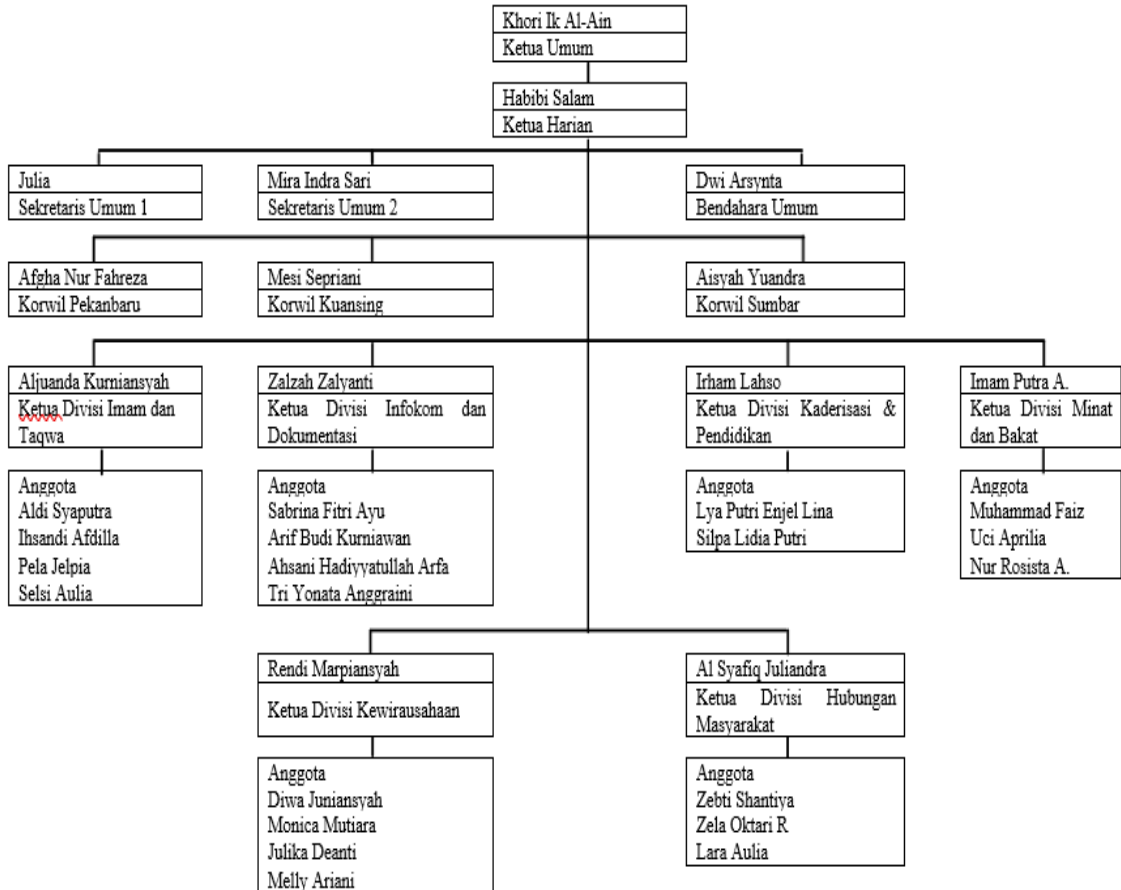 Khori Ik Al-Ain
Ketua Umum
Habibi Salam
Ketua Harian
Julia
Sekretaris Umum 1
Mira Indra Sari
Sekretaris Umum 2
Dwi Arsynta
Bendahara Umum
Afgha Nur Fahreza
Korwil Pekanbaru
Mesi Sepriani
Korwil Kuansing
Aisyah Yuandra
Korwil Sumbar
Aljuanda Kurniansyah
Ketua Divisi Imam dan
Taqwa
Zalzah Zalyanti
Ketua Divisi Infokom dan
Dokumentasi
Irham Lahso
Ketua Divisi Kaderisasi &
Pendidikan
Imam Putra A.
Ketua Divisi Minat
dan Bakat
Anggota
Aldi Syaputra
Ihsandi Afdilla
Pela Jelpia
Selsi Aulia
Anggota
Sabrina Fitri Ayu
Arif Budi Kurniawan
Ahsani Hadiyyatullah Arfa
Tri Yonata Anggraini
Anggota
Lya Putri Enjel Lina
Silpa Lidia Putri
Anggota
Muhammad Faiz
Uci Aprilia
Nur Rosista A.
Rendi Marpiansyah
Ketua Divisi Kewirausahaan
Al Syafiq Juliandra
Ketua Divisi Hubungan
Masyarakat
Anggota
Diwa Juniansyah
Monica Mutiara
Julika Deanti
Melly Ariani
Anggota
Zebti Shantiya
Zela Oktari R
Lara Aulia